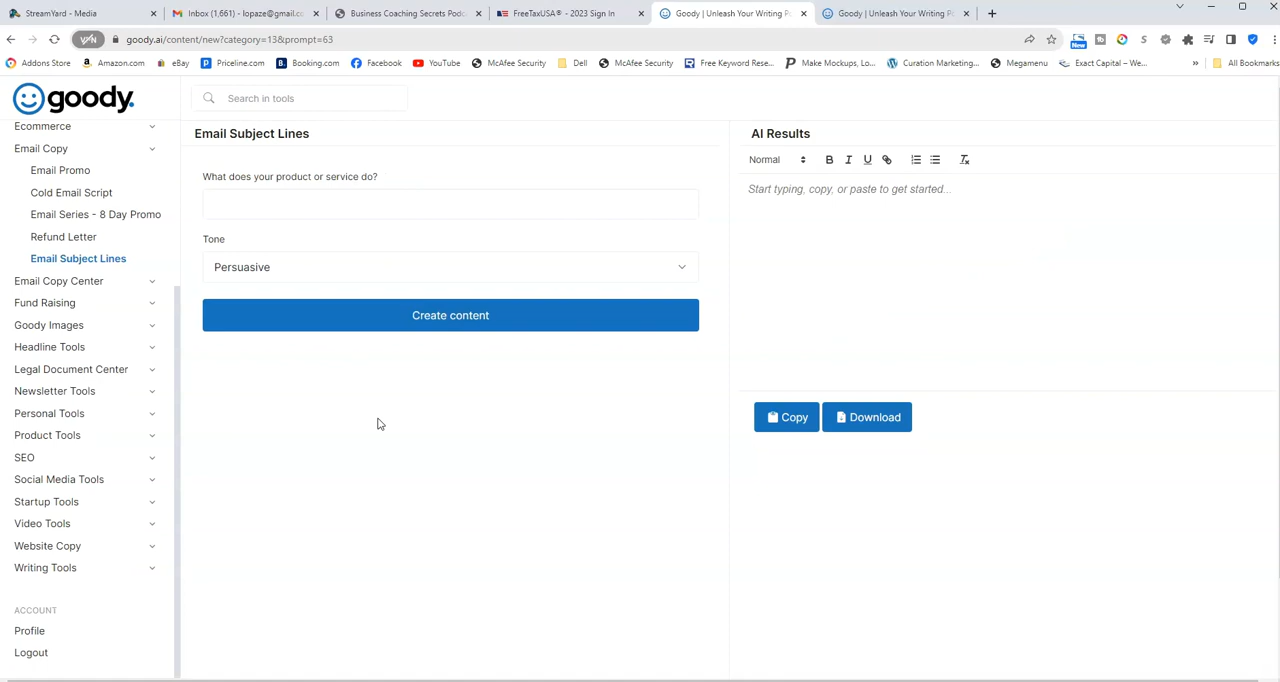 StreamYard - Media
Inbox (1,661) - lopaze@gmail.c
Business Coaching Secrets Podc
FreeTaxUSA® - 2023 Sign In
Goody | Unleash Your Writing P
Goody | Unleash Your Writing P
VPN
goody.ai/content/new?category=13&prompt=63
New
Addons Store
Amazon.com
eBay
Priceline.com
Booking.com
Facebook
YouTube
McAfee Security
Dell
McAfee Security
Free Keyword Rese...
Make Mockups, Lo...
Curation Marketing...
Megamenu
Exact Capital – We...
»
All Bookmarks
goody.
Search in tools
Ecommerce
Email Copy
Email Promo
Cold Email Script
Email Series - 8 Day Promo
Refund Letter
Email Subject Lines
Email Copy Center
Fund Raising
Goody Images
Headline Tools
Legal Document Center
Newsletter Tools
Personal Tools
Product Tools
SEO
Social Media Tools
Startup Tools
Video Tools
Website Copy
Writing Tools
ACCOUNT
Profile
Logout
Email Subject Lines
What does your product or service do?
Tone
Persuasive
Create content
AI Results
Normal
B I U
Start typing, copy, or paste to get started...
Copy
Download